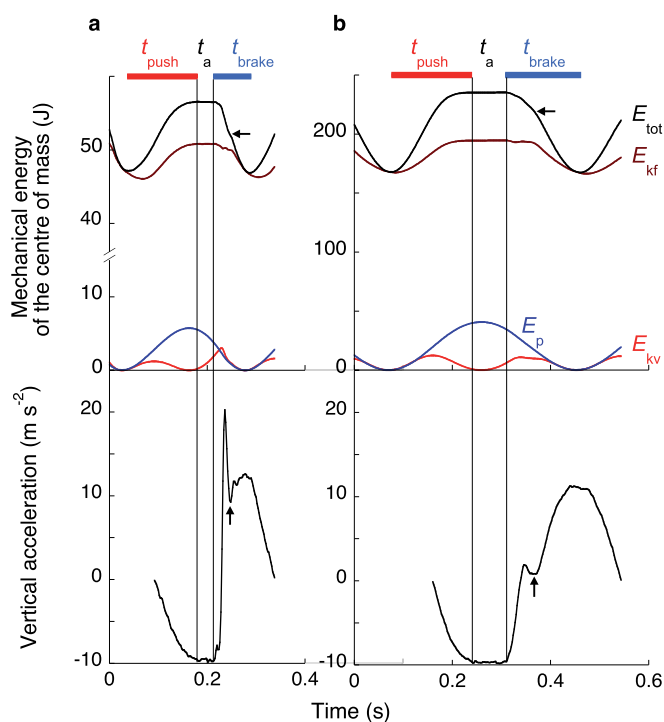 a
b
t push
t a
t brake
t push
t a
t brake
Mechanical energy
of the centre of mass (J)
50
40
10
0
200
100
0
E tot
E kf
E p
E kv
Vertical acceleration (m s-2)
20
10
0
-10
20
10
0
-10
0
0.2
0.4
0
0.2
0.4
0.6
Time (s)